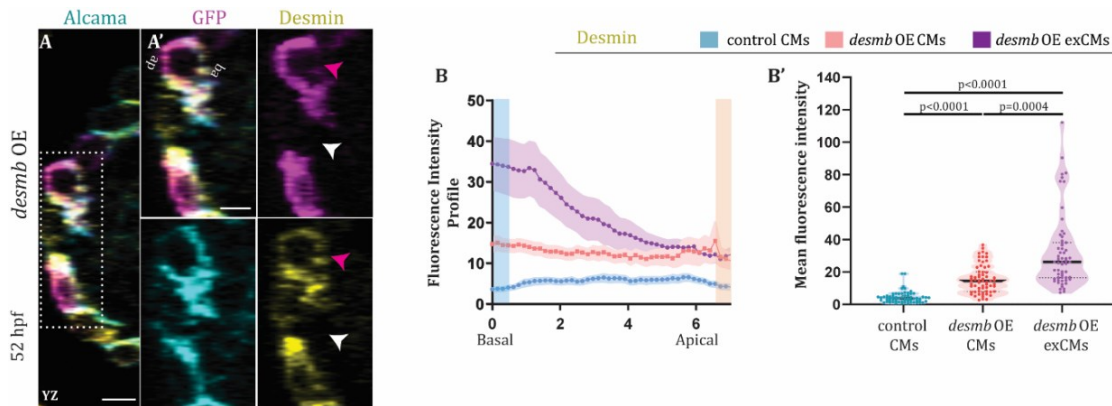 Alcama GFP Desmin
A A'
ap
ba
desmb OE
52 hpf
YZ
Desmin control CMs desmb OE CMs desmb OE exCMs
B
Fluorescence Intensity
Profile
50
40
30
20
10
0
0 2 4 6
Basal Apical
B'
Mean fluorescence intensity
140
120
100
80
60
40
20
0
p<0.0001
p<0.0001 p=0.0004
control desmb OE desmb OE
CMs CMs exCMs